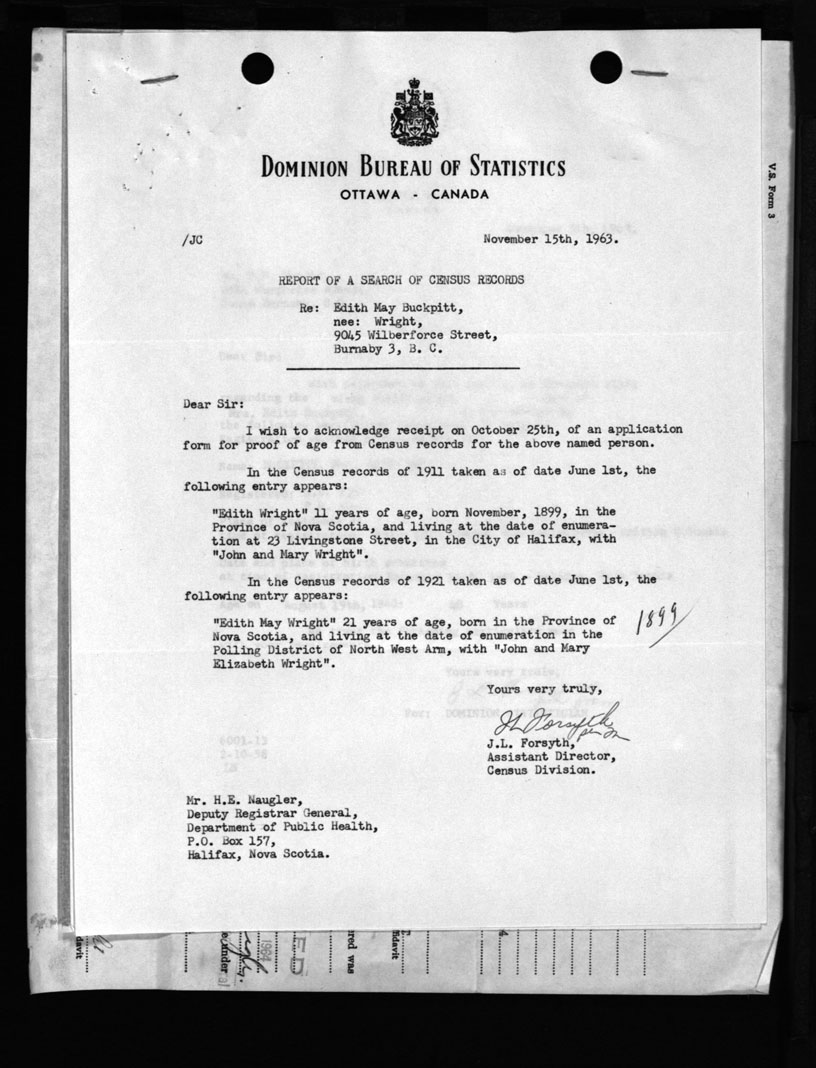 DOMINION BUREAU OF STATISTICS
OTTAWA - CANADA
V.S. Form 3
/JC
November 15th, 1963.
REPORT OF A SEARCH OF CENSUS RECORDS
Re: Edith May Buckpitt,
nee: Wright,
9045 Wilberforce Street,
Burnaby 3, B. C.
Dear Sir:
I wish to acknowledge receipt on October 25th, of an application
form for proof of age from Census records for the above named person.
In the Census records of 1911 taken as of date June 1st, the
following entry appears:
"Edith Wright" 11 years of age, born November, 1899, in the
Province of Nova Scotia, and living at the date of enumera-
tion at 23 Livingstone Street, in the City of Halifax, with
"John and Mary Wright".
In the Census records of 1921 taken as of date June 1st, the
following entry appears:
"Edith May Wright" 21 years of age, born in the Province of
Nova Scotia, and living at the date of enumeration in the
Polling District of North West Arm, with "John and Mary
Elizabeth Wright".
1899
Yours very truly,
JL Forsyth
J.L. Forsyth,
Assistant Director,
Census Division.
Mr. H.E. Naugler,
Deputy Registrar General,
Department of Public Health,
P.O. Box 157,
Halifax, Nova Scotia.